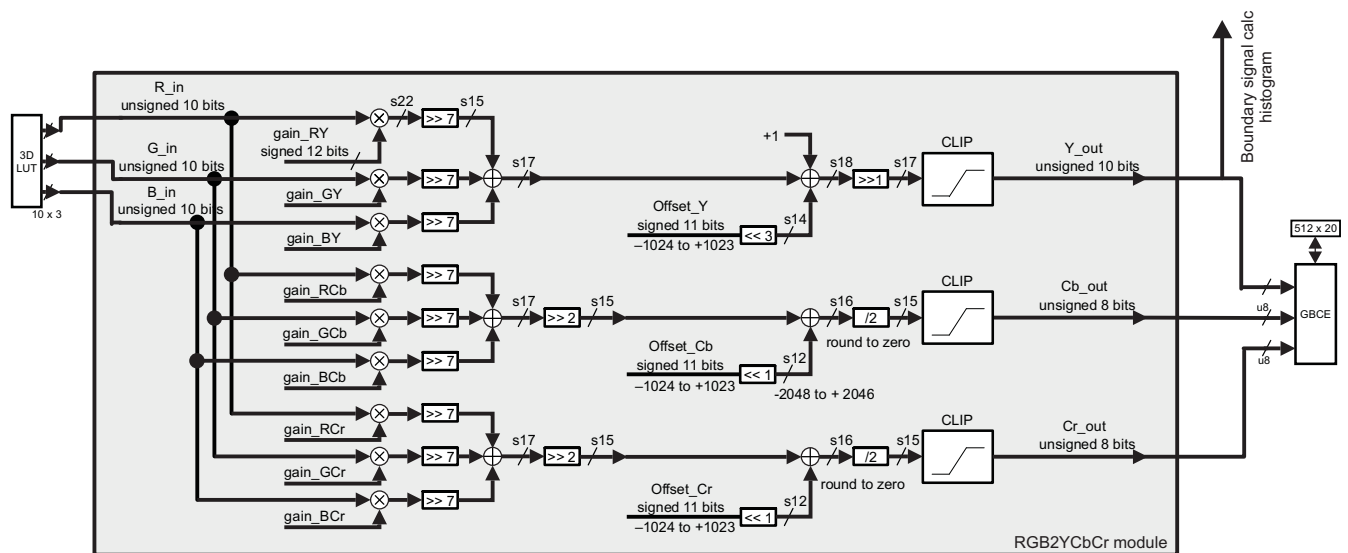 Boundary signal calc
histogram
3D
LUT
10 x 3
R_in
unsigned 10 bits
G_in
unsigned 10 bits
B_in
unsigned 10 bits
gain_RY
signed 12 bits
s22
>> 7
s15
gain_GY
>> 7
gain_BY
>> 7
s17
+1
Offset_Y
signed 11 bits
–1024 to +1023
<< 3
s14
s18
>>1
s17
CLIP
Y_out
unsigned 10 bits
gain_RCb
>> 7
gain_GCb
>> 7
gain_BCb
>> 7
s17
>> 2
s15
Offset_Cb
signed 11 bits
–1024 to +1023
<< 1
s12
-2048 to + 2046
s16
/2
s15
round to zero
CLIP
Cb_out
unsigned 8 bits
gain_RCr
>> 7
gain_GCr
>> 7
gain_BCr
>> 7
s17
>> 2
s15
Offset_Cr
signed 11 bits
–1024 to +1023
<< 1
s12
s16
/2
s15
round to zero
CLIP
Cr_out
unsigned 8 bits
512 x 20
GBCE
u8
u8
RGB2YCbCr module